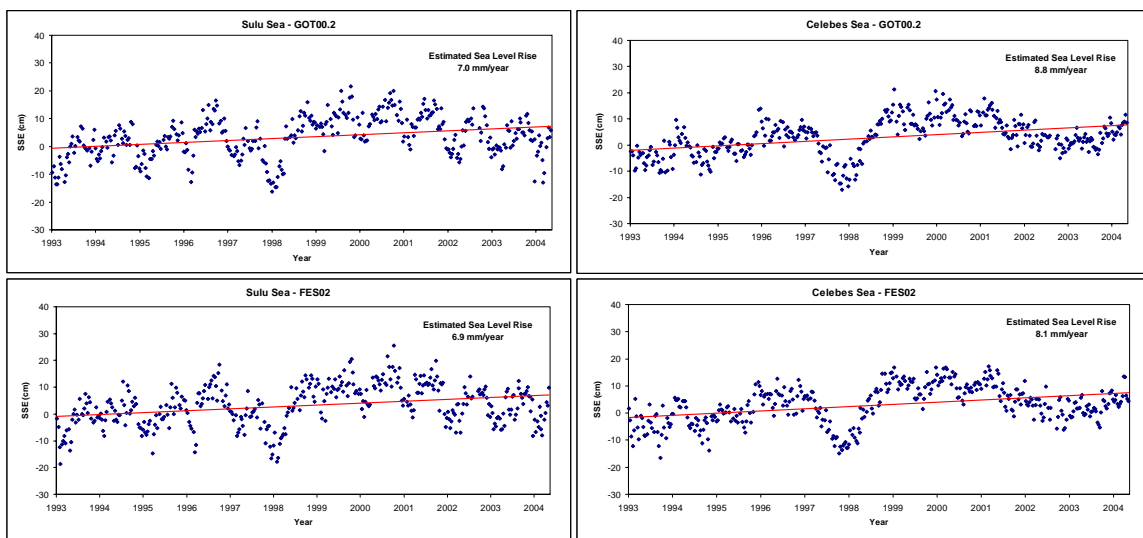 Sulu Sea - GOT00.2
Estimated Sea Level Rise
7.0 mm/year
SSE (cm)
40
30
20
10
0
-10
-20
-30
1993 1994 1995 1996 1997 1998 1999 2000 2001 2002 2003 2004
Year
Celebes Sea - GOT00.2
Estimated Sea Level Rise
8.8 mm/year
SSE (cm)
40
30
20
10
0
-10
-20
-30
1993 1994 1995 1996 1997 1998 1999 2000 2001 2002 2003 2004
Year
Sulu Sea - FES02
Estimated Sea Level Rise
6.9 mm/year
SSE (cm)
40
30
20
10
0
-10
-20
-30
1993 1994 1995 1996 1997 1998 1999 2000 2001 2002 2003 2004
Year
Celebes Sea - FES02
Estimated Sea Level Rise
8.1 mm/year
SSE (cm)
40
30
20
10
0
-10
-20
-30
1993 1994 1995 1996 1997 1998 1999 2000 2001 2002 2003 2004
Year